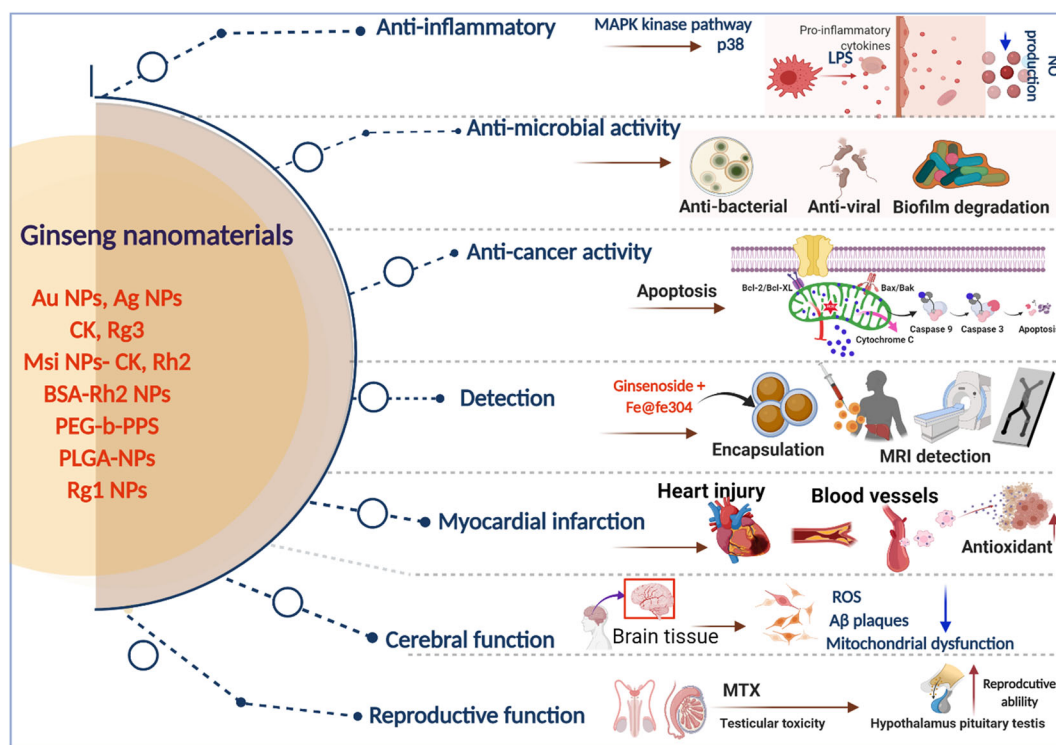 Ginseng nanomaterials
Au NPs, Ag NPs
CK, Rg3
Msi NPs- CK, Rh2
BSA-Rh2 NPs
PEG-b-PPS
PLGA-NPs
Rg1 NPs
Anti-inflammatory
MAPK kinase pathway
p38
Pro-inflammatory
cytokines
LPS
NO
production
Anti-microbial activity
Anti-bacterial
Anti-viral
Biofilm degradation
Anti-cancer activity
Apoptosis
Bcl-2/Bcl-XL
Bax/Bak
Cytochrome C
Caspase 9
Caspase 3
Apoptosis
Detection
Ginsenoside +
Fe@fe304
Encapsulation
MRI detection
Myocardial infarction
Heart injury
Blood vessels
Antioxidant
Cerebral function
Brain tissue
ROS
Aβ plaques
Mitochondrial dysfunction
Reproductive function
MTX
Testicular toxicity
Hypothalamus pituitary testis
Reprodcutive
ablility